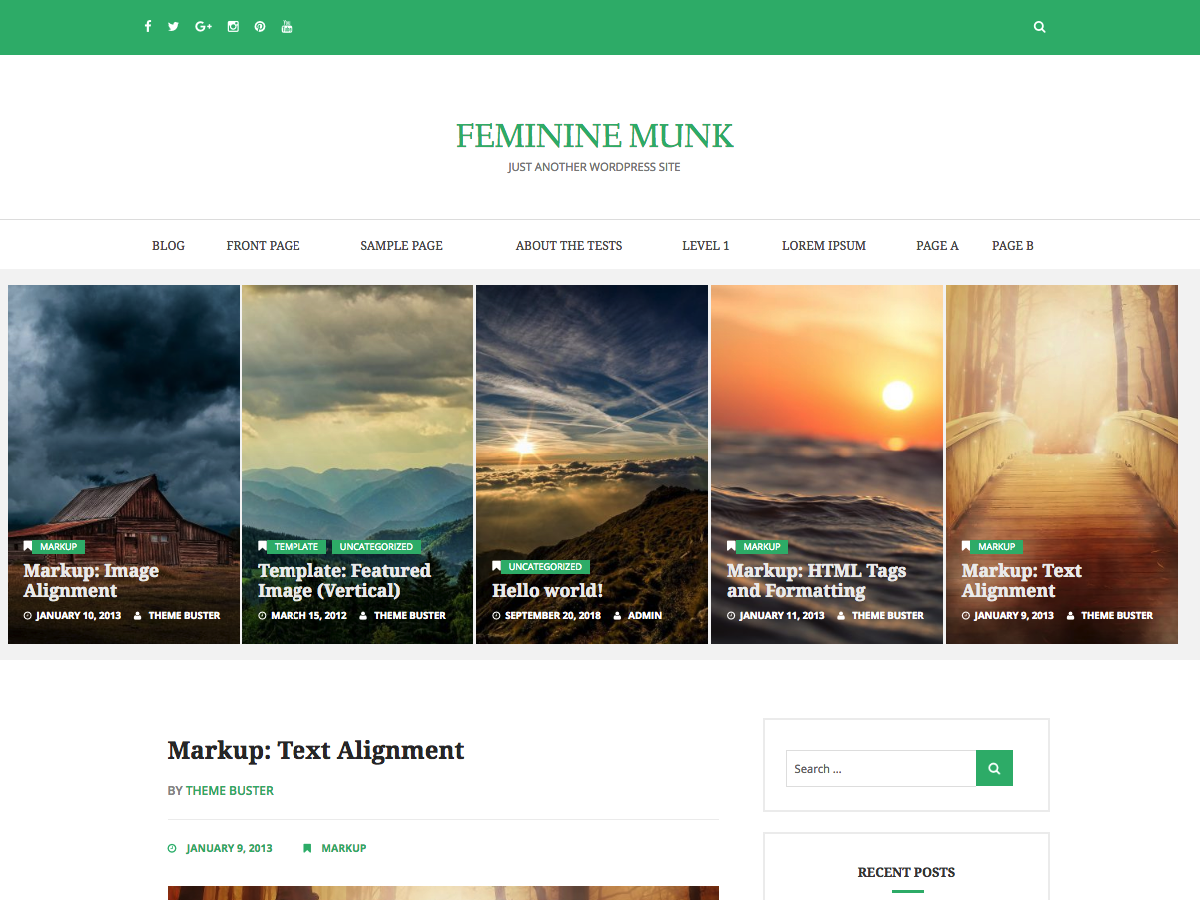 FEMININE MUNK
JUST ANOTHER WORDPRESS SITE
BLOG FRONT PAGE SAMPLE PAGE ABOUT THE TESTS LEVEL 1 LOREM IPSUM PAGE A PAGE B
MARKUP
Markup: Image
Alignment
JANUARY 10, 2013 THEME BUSTER
TEMPLATE UNCATEGORIZED
Template: Featured
Image (Vertical)
MARCH 15, 2012 THEME BUSTER
UNCATEGORIZED
Hello world!
SEPTEMBER 20, 2018 ADMIN
MARKUP
Markup: HTML Tags
and Formatting
JANUARY 11, 2013 THEME BUSTER
MARKUP
Markup: Text
Alignment
JANUARY 9, 2013 THEME BUSTER
Markup: Text Alignment
BY THEME BUSTER
JANUARY 9, 2013 MARKUP
Search ...
RECENT POSTS